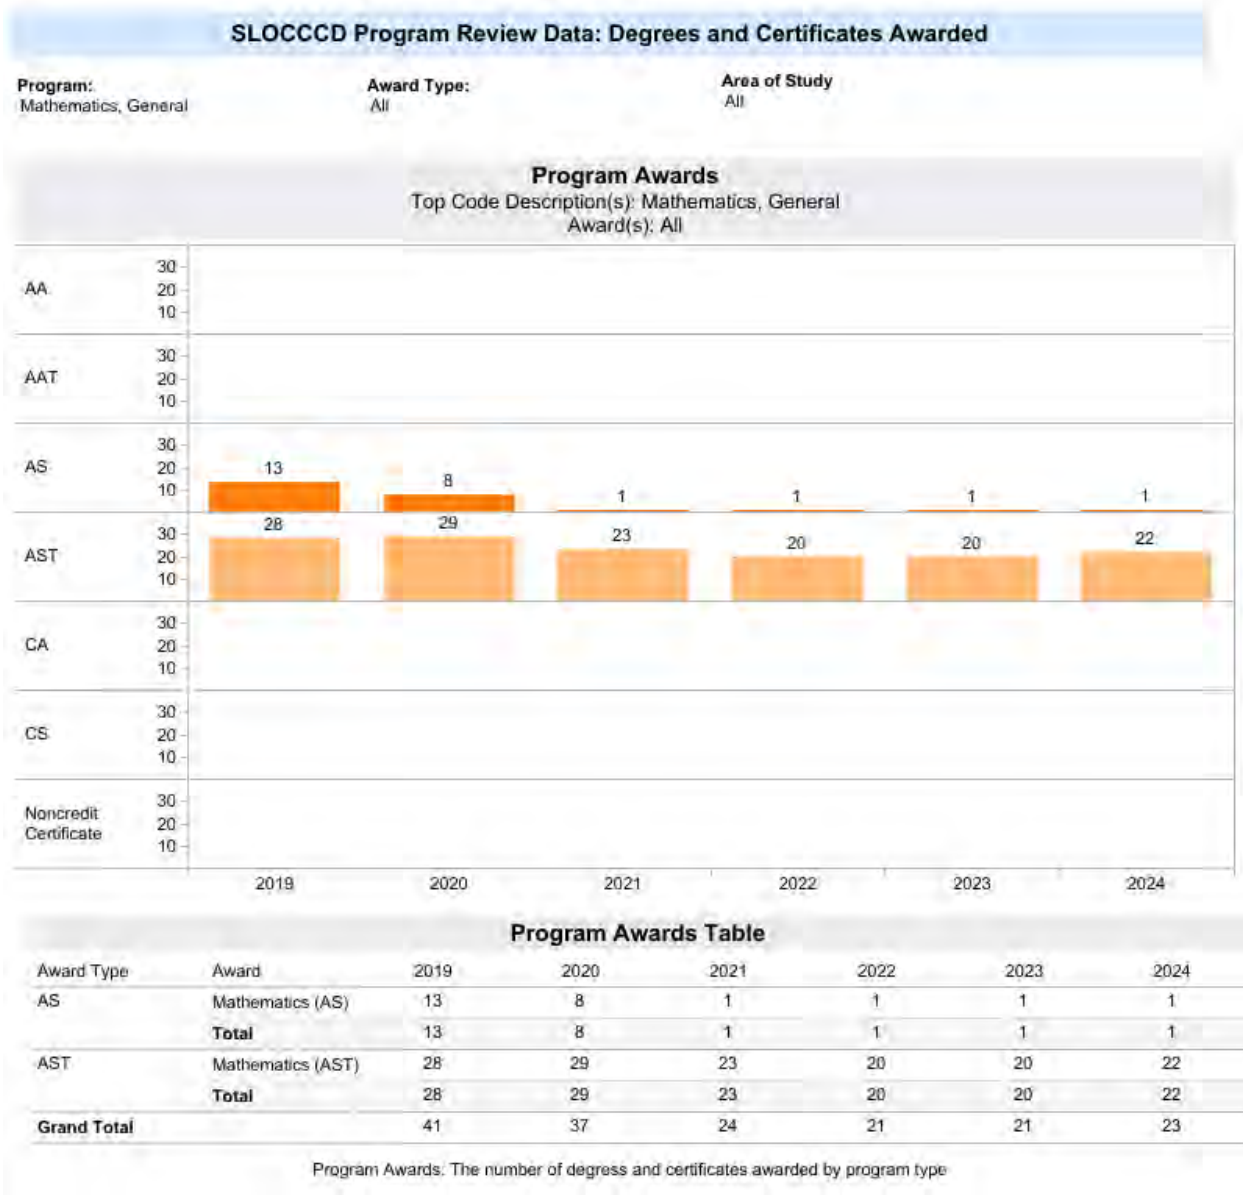 SLOCCCD Program Review Data: Degrees and Certificates Awarded
Program: Award Type: Area of Study
Mathematics, General All All
Program Awards
Top Code Description(s): Mathematics, General
Award(s): All
AA 30 20 10
AAT 30 20 10
AS 30 20 10 13 8 1 1 1 1
AST 30 20 10 28 29 23 20 20 22
CA 30 20 10
CS 30 20 10
Noncredit
Certificate 30 20 10
2019 2020 2021 2022 2023 2024
Program Awards Table
Award Type Award 2019 2020 2021 2022 2023 2024
AS Mathematics (AS) 13 8 1 1 1 1
Total 13 8 1 1 1 1
AST Mathematics (AST) 28 29 23 20 20 22
Total 28 29 23 20 20 22
Grand Total 41 37 24 21 21 23
Program Awards: The number of degress and certificates awarded by program type